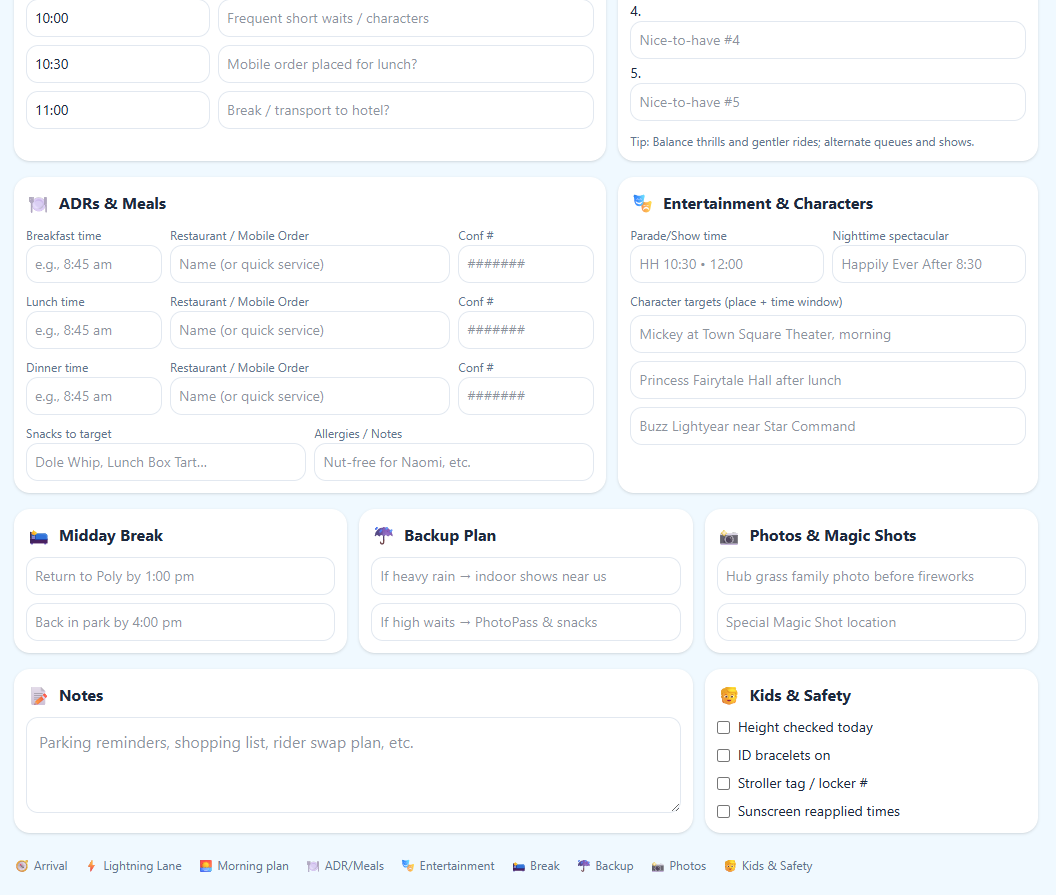 10:00 Frequent short waits / characters
10:30 Mobile order placed for lunch?
11:00 Break / transport to hotel?
4.
Nice-to-have #4
5.
Nice-to-have #5
Tip: Balance thrills and gentler rides; alternate queues and shows.
ADRs & Meals
Breakfast time Restaurant / Mobile Order Conf #
e.g., 8:45 am Name (or quick service) #######
Lunch time Restaurant / Mobile Order Conf #
e.g., 8:45 am Name (or quick service) #######
Dinner time Restaurant / Mobile Order Conf #
e.g., 8:45 am Name (or quick service) #######
Snacks to target Allergies / Notes
Dole Whip, Lunch Box Tart... Nut-free for Naomi, etc.
Entertainment & Characters
Parade/Show time Nighttime spectacular
HH 10:30 • 12:00 Happily Ever After 8:30
Character targets (place + time window)
Mickey at Town Square Theater, morning
Princess Fairytale Hall after lunch
Buzz Lightyear near Star Command
Midday Break
Return to Poly by 1:00 pm
Back in park by 4:00 pm
Backup Plan
If heavy rain → indoor shows near us
If high waits → PhotoPass & snacks
Photos & Magic Shots
Hub grass family photo before fireworks
Special Magic Shot location
Notes
Parking reminders, shopping list, rider swap plan, etc.
Kids & Safety
Height checked today
ID bracelets on
Stroller tag / locker #
Sunscreen reapplied times
Arrival Lightning Lane Morning plan ADR/Meals Entertainment Break Backup Photos Kids & Safety